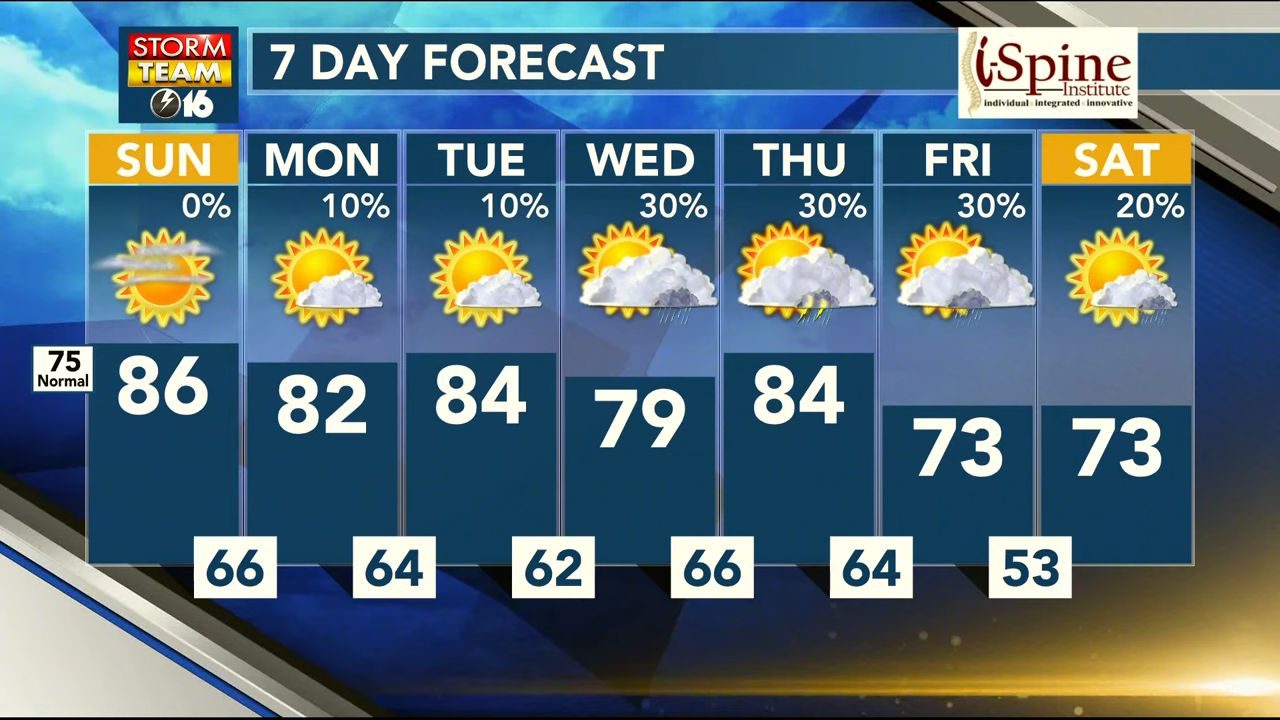 STORM
TEAM
16
7 DAY FORECAST
i-Spine
Institute
individual integrated innovative
SUN MON TUE WED THU FRI SAT
0% 10% 10% 30% 30% 30% 20%
75
Normal
86 82 84 79 84 73 73
66 64 62 66 64 53